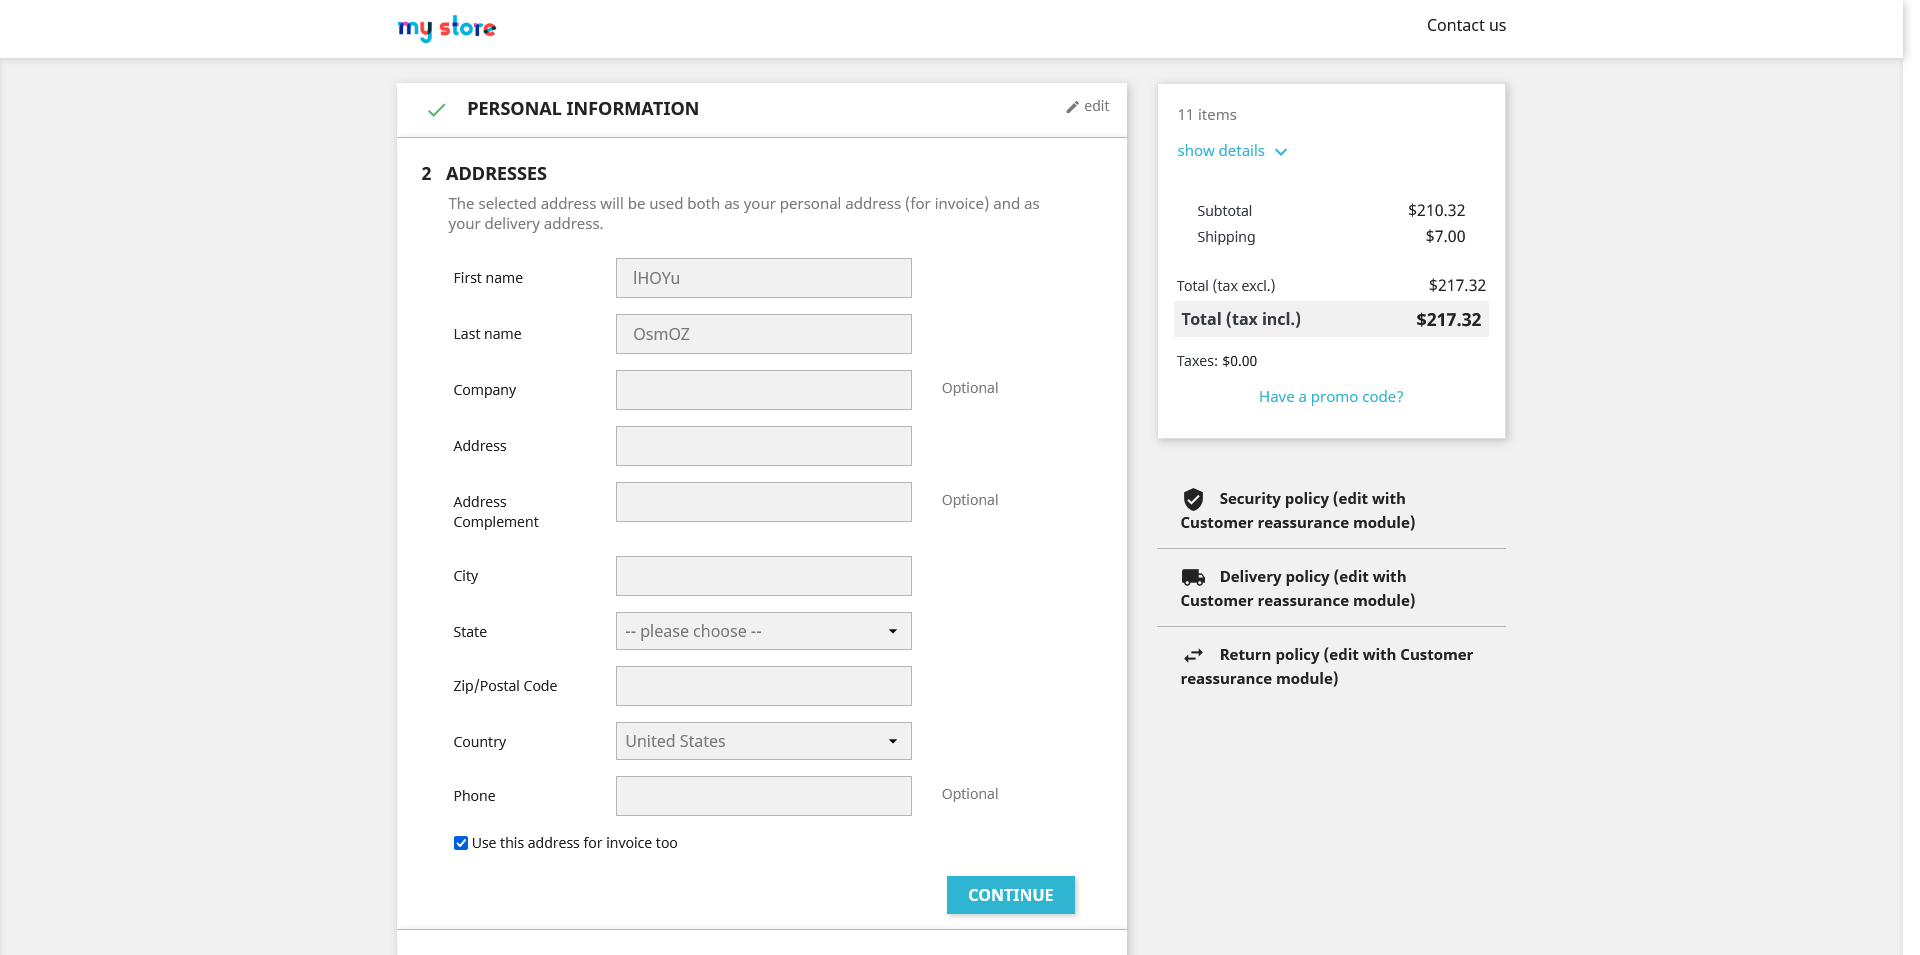 my store
Contact us
PERSONAL INFORMATION
edit
2 ADDRESSES
The selected address will be used both as your personal address (for invoice) and as
your delivery address.
First name
lHOYu
Last name
OsmOZ
Company
Optional
Address
Address
Complement
Optional
City
State
-- please choose --
Zip/Postal Code
Country
United States
Phone
Optional
Use this address for invoice too
CONTINUE
11 items
show details
Subtotal $210.32
Shipping $7.00
Total (tax excl.) $217.32
Total (tax incl.) $217.32
Taxes: $0.00
Have a promo code?
Security policy (edit with
Customer reassurance module)
Delivery policy (edit with
Customer reassurance module)
Return policy (edit with Customer
reassurance module)